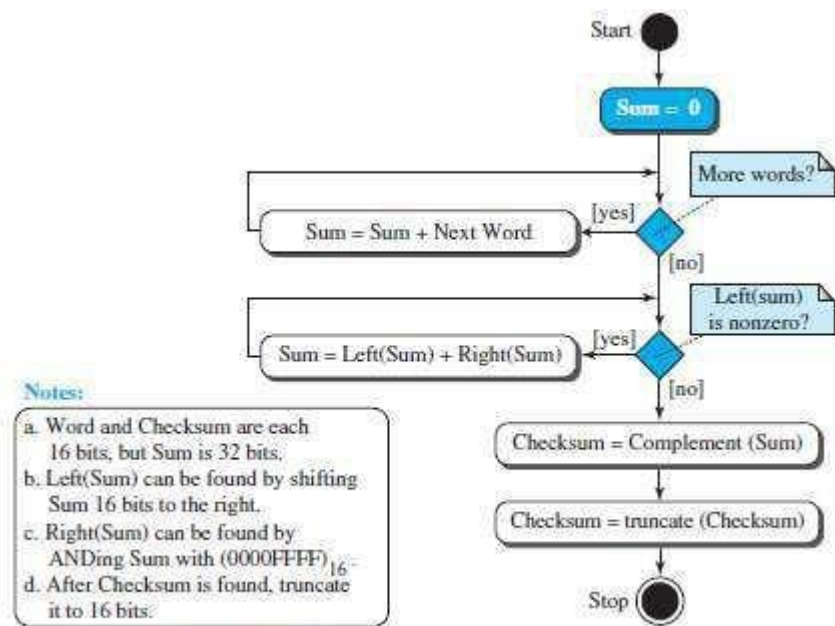 Start
Sum = 0
More words?
[yes]
Sum = Sum + Next Word
[no]
Left(sum)
is nonzero?
[yes]
Sum = Left(Sum) + Right(Sum)
[no]
Notes:
a. Word and Checksum are each
16 bits, but Sum is 32 bits.
b. Left(Sum) can be found by shifting
Sum 16 bits to the right.
c. Right(Sum) can be found by
ANDing Sum with (0000FFFF)16.
d. After Checksum is found, truncate
it to 16 bits.
Checksum = Complement (Sum)
Checksum = truncate (Checksum)
Stop